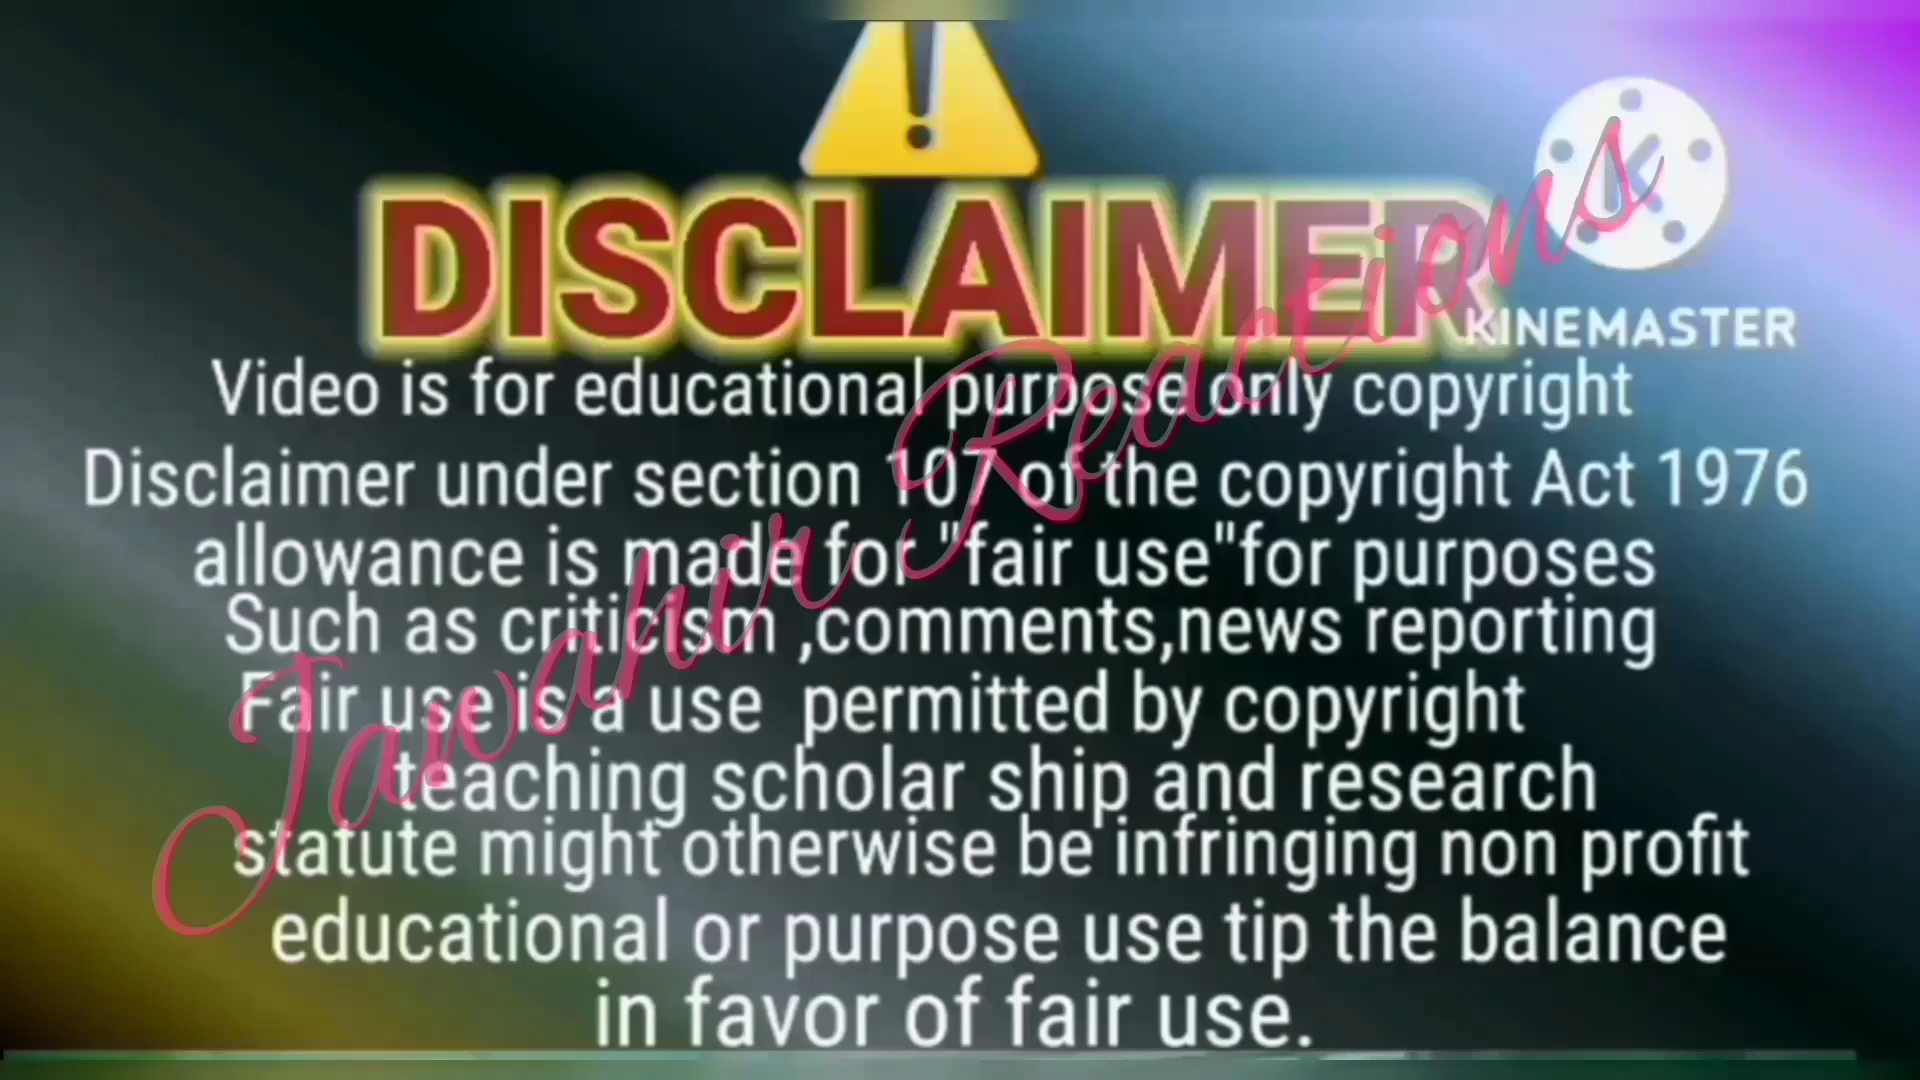 DISCLAIMER
KINEMASTER
Video is for educational purpose only copyright
Disclaimer under section 107 of the copyright Act 1976
allowance is made for "fair use"for purposes
Such as criticism ,comments,news reporting
Fair use is a use permitted by copyright
teaching scholar ship and research
statute might otherwise be infringing non profit
educational or purpose use tip the balance
in favor of fair use.
Jawahir Reactions